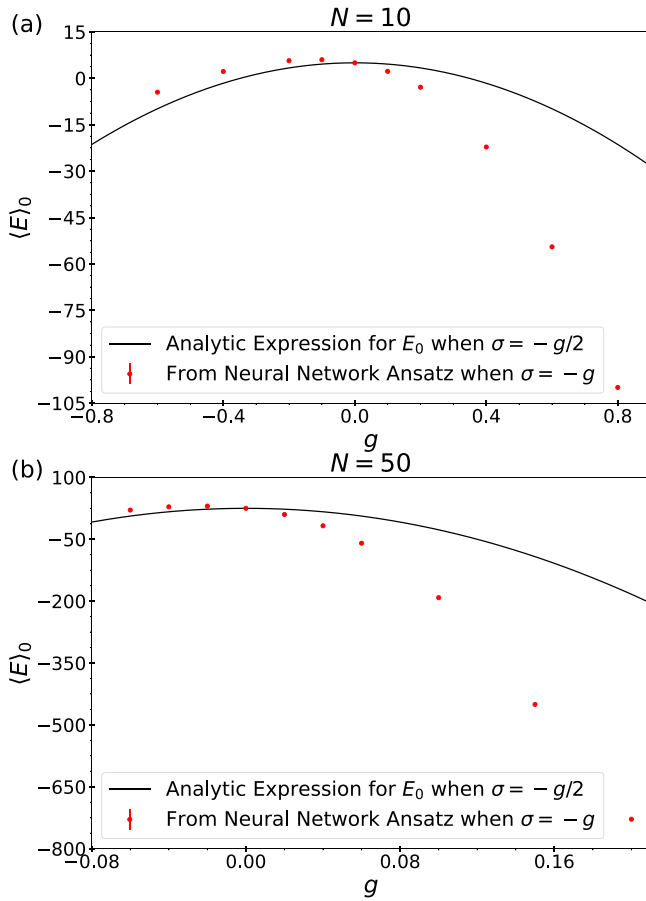 (a)
N = 10
15
0
−15
−30
−45
−60
−75
−90
−105
⟨E⟩₀
Analytic Expression for E₀ when σ = −g/2
From Neural Network Ansatz when σ = −g
−0.8 −0.4 0.0 0.4 0.8
g
(b)
N = 50
100
−50
−200
−350
−500
−650
−800
⟨E⟩₀
Analytic Expression for E₀ when σ = −g/2
From Neural Network Ansatz when σ = −g
−0.08 0.00 0.08 0.16
g